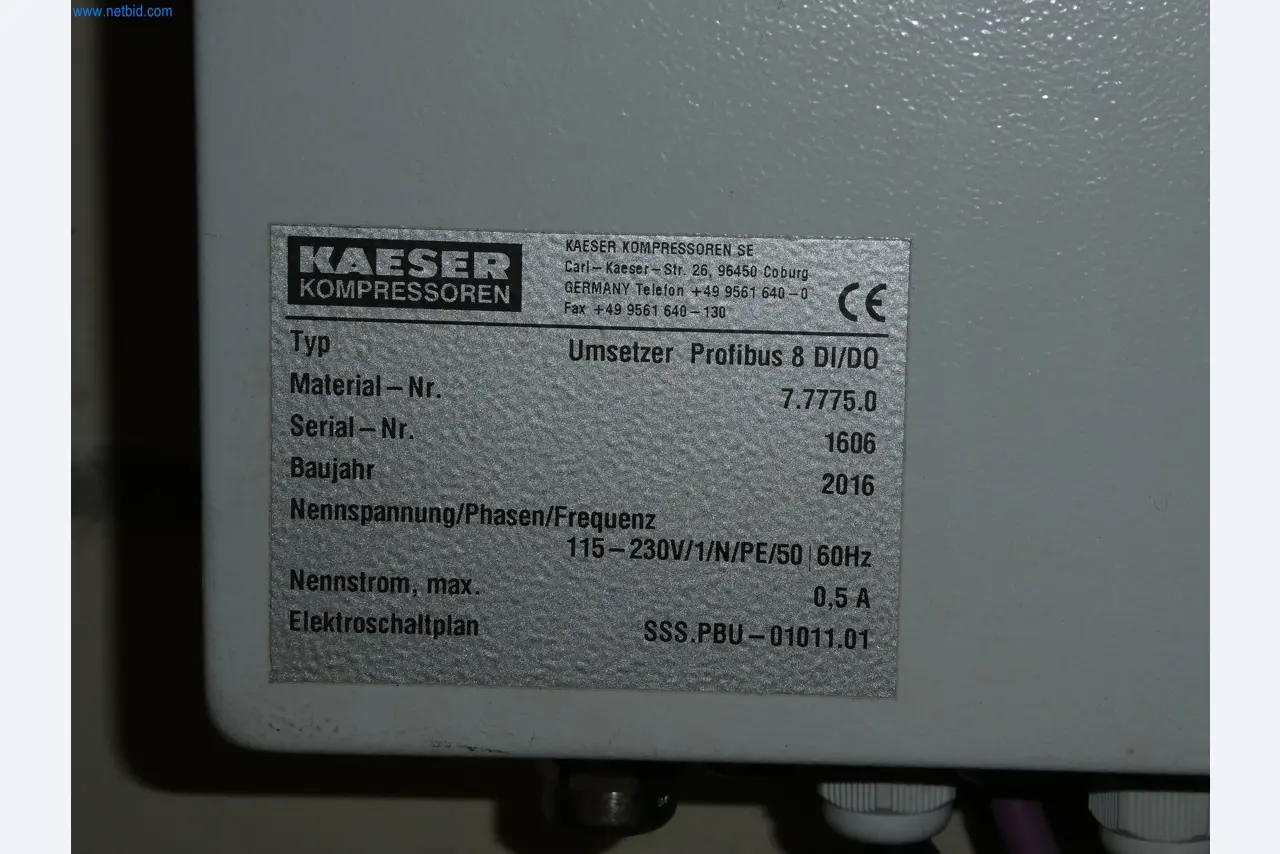 www.netbid.com
KAESER
KOMPRESSOREN
KAESER KOMPRESSOREN SE
Carl-Kaeser-Str. 26, 96450 Coburg
GERMANY Telefon +49 9561 640-0
Fax +49 9561 640-130
CE
Typ Umsetzer Profibus 8 DI/DO
Material-Nr. 7.7775.0
Serial-Nr. 1606
Baujahr 2016
Nennspannung/Phasen/Frequenz
115-230V/1/N/PE/50|60Hz
Nennstrom, max. 0,5 A
Elektroschaltplan SSS.PBU-01011.01